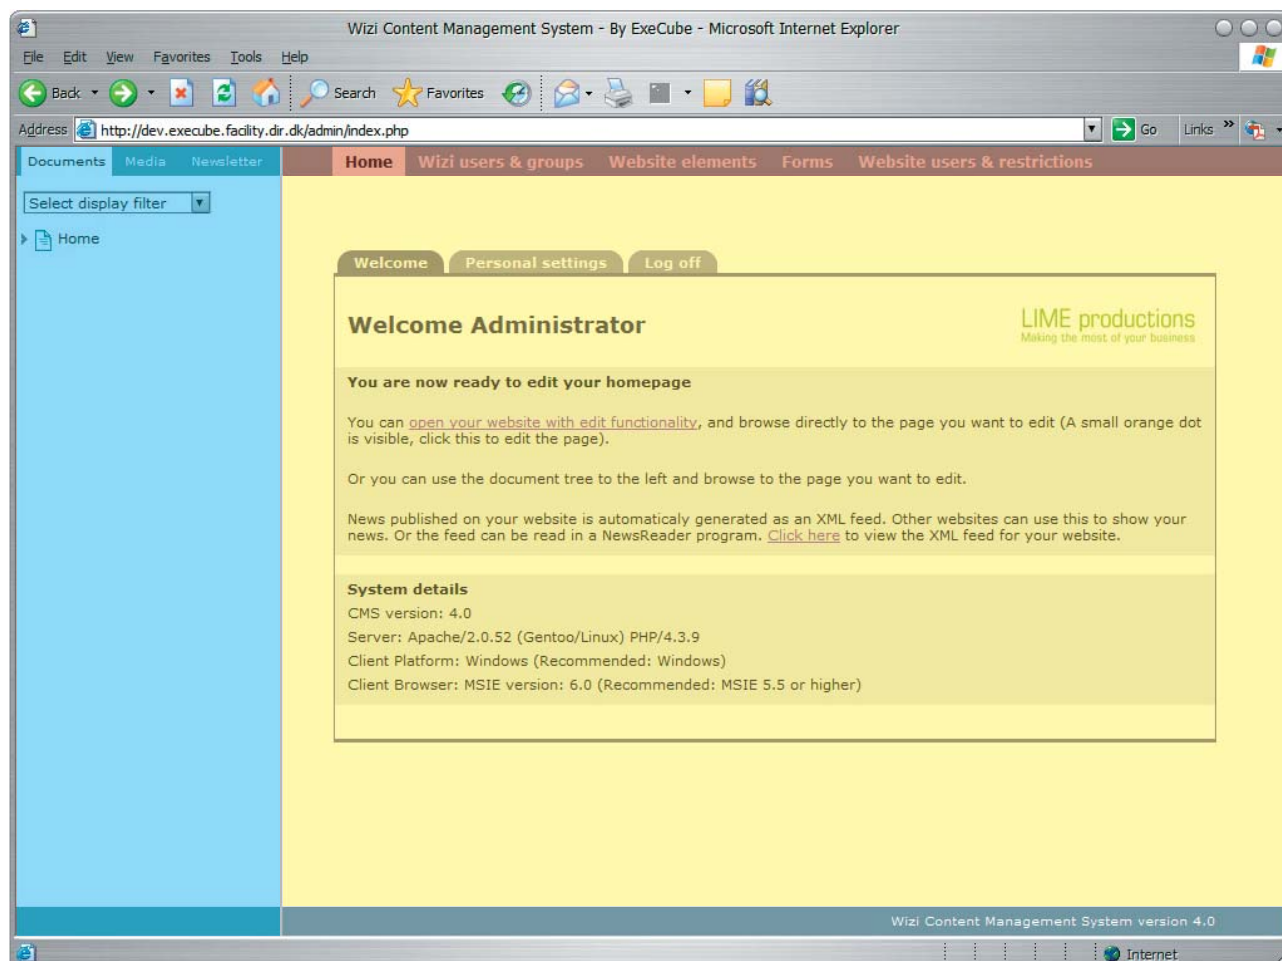 Wizi Content Management System - By ExeCube - Microsoft Internet Explorer
File Edit View Favorites Tools Help
Back Search Favorites
Address http://dev.execube.facility.dir.dk/admin/index.php Go Links »
Documents Media Newsletter Home Wizi users & groups Website elements Forms Website users & restrictions
Select display filter
Home
Welcome Personal settings Log off
Welcome Administrator
LIME productions
Making the most of your business
You are now ready to edit your homepage
You can open your website with edit functionality, and browse directly to the page you want to edit (A small orange dot
is visible, click this to edit the page).
Or you can use the document tree to the left and browse to the page you want to edit.
News published on your website is automaticaly generated as an XML feed. Other websites can use this to show your
news. Or the feed can be read in a NewsReader program. Click here to view the XML feed for your website.
System details
CMS version: 4.0
Server: Apache/2.0.52 (Gentoo/Linux) PHP/4.3.9
Client Platform: Windows (Recommended: Windows)
Client Browser: MSIE version: 6.0 (Recommended: MSIE 5.5 or higher)
Wizi Content Management System version 4.0
Internet